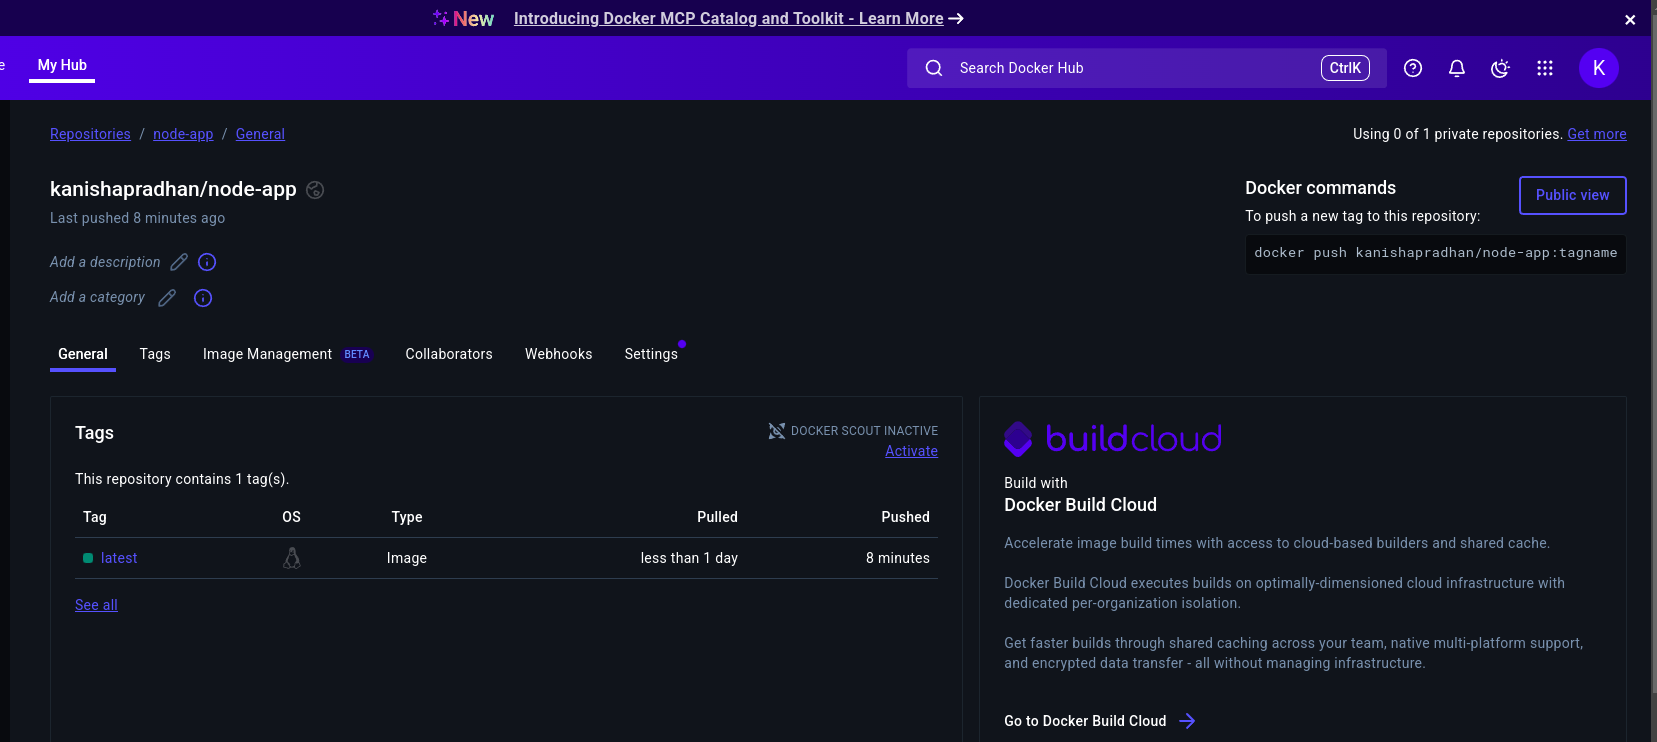 New Introducing Docker MCP Catalog and Toolkit - Learn More
e My Hub Search Docker Hub CtrlK K
Repositories / node-app / General Using 0 of 1 private repositories. Get more
kanishapradhan/node-app
Last pushed 8 minutes ago
Add a description
Add a category
Docker commands Public view
To push a new tag to this repository:
docker push kanishapradhan/node-app:tagname
General Tags Image Management BETA Collaborators Webhooks Settings
Tags DOCKER SCOUT INACTIVE
Activate
This repository contains 1 tag(s).
Tag OS Type Pulled Pushed
latest Image less than 1 day 8 minutes
See all
buildcloud
Build with
Docker Build Cloud
Accelerate image build times with access to cloud-based builders and shared cache.
Docker Build Cloud executes builds on optimally-dimensioned cloud infrastructure with
dedicated per-organization isolation.
Get faster builds through shared caching across your team, native multi-platform support,
and encrypted data transfer - all without managing infrastructure.
Go to Docker Build Cloud